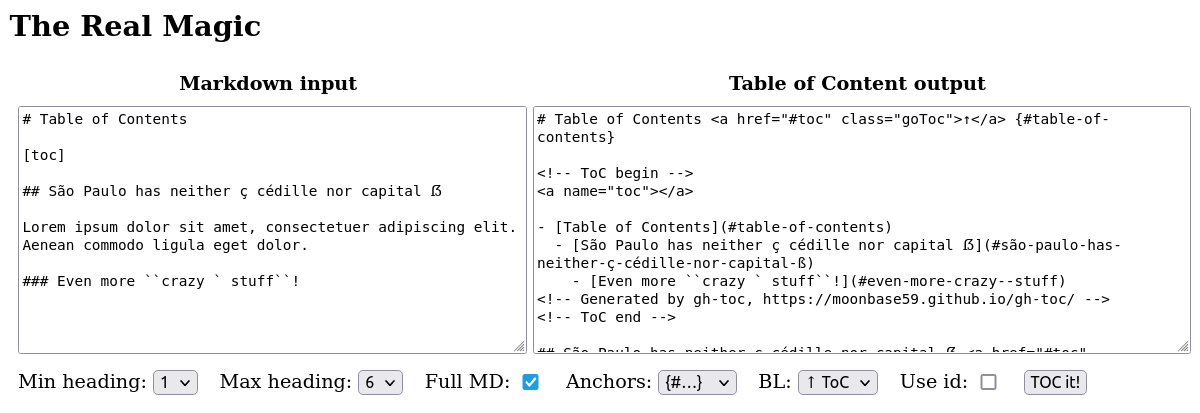 The Real Magic
Markdown input
# Table of Contents
[toc]
## São Paulo has neither ç cédille nor capital ẞ
Lorem ipsum dolor sit amet, consectetuer adipiscing elit.
Aenean commodo ligula eget dolor.
### Even more ``crazy ` stuff``!
Table of Content output
# Table of Contents <a href="#toc" class="goToc">↑</a> {#table-of-
contents}
<!-- ToC begin -->
<a name="toc"></a>
- [Table of Contents](#table-of-contents)
  - [São Paulo has neither ç cédille nor capital ẞ](#são-paulo-has-
neither-ç-cédille-nor-capital-ß)
    - [Even more ``crazy ` stuff``!](#even-more-crazy--stuff)
<!-- Generated by gh-toc, https://moonbase59.github.io/gh-toc/ -->
<!-- ToC end -->
## São Paulo has neither ç cédille nor capital ẞ <a href="#toc"
Min heading: 1 Max heading: 6 Full MD: Anchors: {#...} BL: ↑ ToC Use id: TOC it!